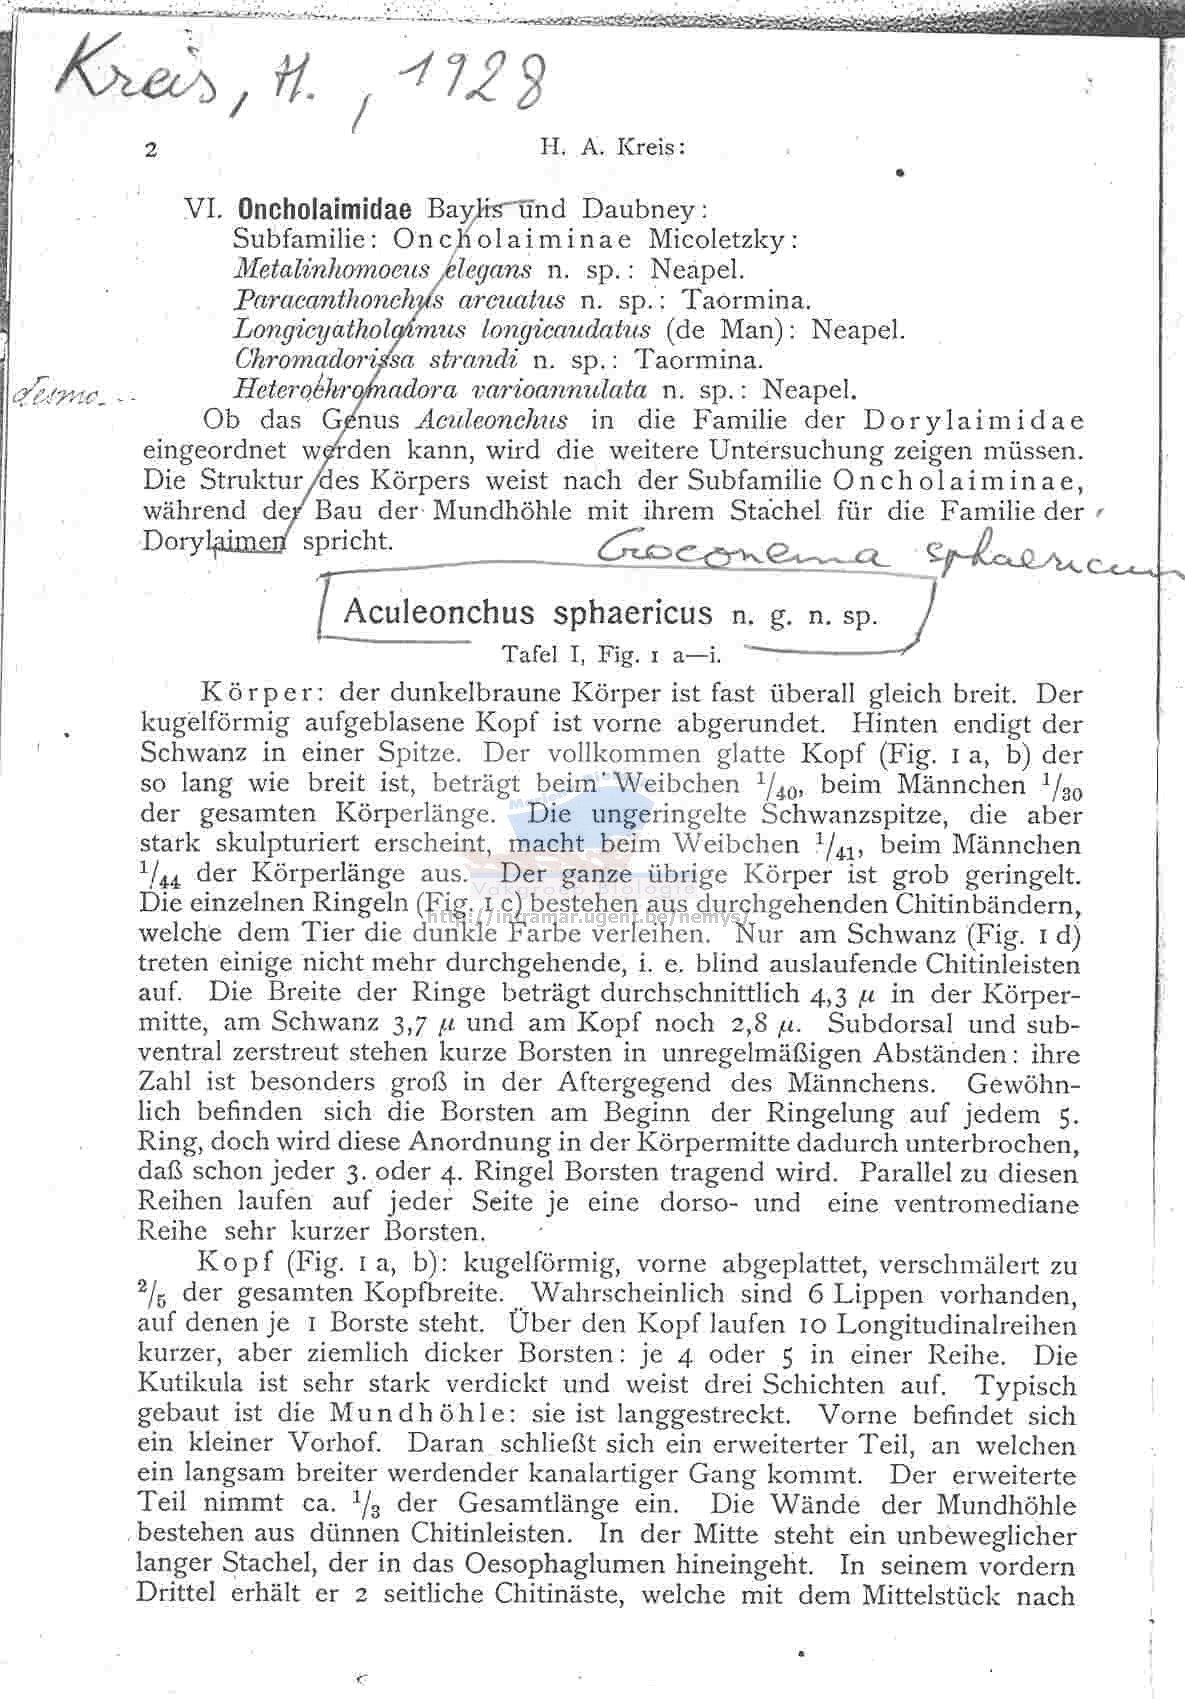 Kreis, H., 1928
2 H. A. Kreis:
VI. Oncholaimidae Baylis und Daubney:
Subfamilie: Oncholaiminae Micoletzky:
Metalinhomoeus elegans n. sp.: Neapel.
Paracanthonchus arcuatus n. sp.: Taormina.
Longicyatholaimus longicaudatus (de Man): Neapel.
Chromadorissa strandi n. sp.: Taormina.
desmo- Heterochromadora varioannulata n. sp.: Neapel.
Ob das Genus Aculeonchus in die Familie der Dorylaimidae
eingeordnet werden kann, wird die weitere Untersuchung zeigen müssen.
Die Struktur des Körpers weist nach der Subfamilie Oncholaiminae,
während der Bau der Mundhöhle mit ihrem Stachel für die Familie der
Dorylaimen spricht.
Croconema sphaericum
Aculeonchus sphaericus n. g. n. sp.
Tafel I, Fig. 1 a—i.
Körper: der dunkelbraune Körper ist fast überall gleich breit. Der
kugelförmig aufgeblasene Kopf ist vorne abgerundet. Hinten endigt der
Schwanz in einer Spitze. Der vollkommen glatte Kopf (Fig. 1 a, b) der
so lang wie breit ist, beträgt beim Weibchen 1/40, beim Männchen 1/30
der gesamten Körperlänge. Die ungeringelte Schwanzspitze, die aber
stark skulpturiert erscheint, macht beim Weibchen 1/41, beim Männchen
1/44 der Körperlänge aus. Der ganze übrige Körper ist grob geringelt.
Vakgroep Biologie
Die einzelnen Ringeln (Fig. 1 c) bestehen aus durchgehenden Chitinbändern,
http://intramar.ugent.be/nemys/
welche dem Tier die dunkle Farbe verleihen. Nur am Schwanz (Fig. 1 d)
treten einige nicht mehr durchgehende, i. e. blind auslaufende Chitinleisten
auf. Die Breite der Ringe beträgt durchschnittlich 4,3 µ in der Körper-
mitte, am Schwanz 3,7 µ und am Kopf noch 2,8 µ. Subdorsal und sub-
ventral zerstreut stehen kurze Borsten in unregelmäßigen Abständen: ihre
Zahl ist besonders groß in der Aftergegend des Männchens. Gewöhn-
lich befinden sich die Borsten am Beginn der Ringelung auf jedem 5.
Ring, doch wird diese Anordnung in der Körpermitte dadurch unterbrochen,
daß schon jeder 3. oder 4. Ringel Borsten tragend wird. Parallel zu diesen
Reihen laufen auf jeder Seite je eine dorso- und eine ventromediane
Reihe sehr kurzer Borsten.
Kopf (Fig. 1 a, b): kugelförmig, vorne abgeplattet, verschmälert zu
2/5 der gesamten Kopfbreite. Wahrscheinlich sind 6 Lippen vorhanden,
auf denen je 1 Borste steht. Über den Kopf laufen 10 Longitudinalreihen
kurzer, aber ziemlich dicker Borsten: je 4 oder 5 in einer Reihe. Die
Kutikula ist sehr stark verdickt und weist drei Schichten auf. Typisch
gebaut ist die Mundhöhle: sie ist langgestreckt. Vorne befindet sich
ein kleiner Vorhof. Daran schließt sich ein erweiterter Teil, an welchen
ein langsam breiter werdender kanalartiger Gang kommt. Der erweiterte
Teil nimmt ca. 1/3 der Gesamtlänge ein. Die Wände der Mundhöhle
bestehen aus dünnen Chitinleisten. In der Mitte steht ein unbeweglicher
langer Stachel, der in das Oesophaglumen hineingeht. In seinem vordern
Drittel erhält er 2 seitliche Chitinäste, welche mit dem Mittelstück nach